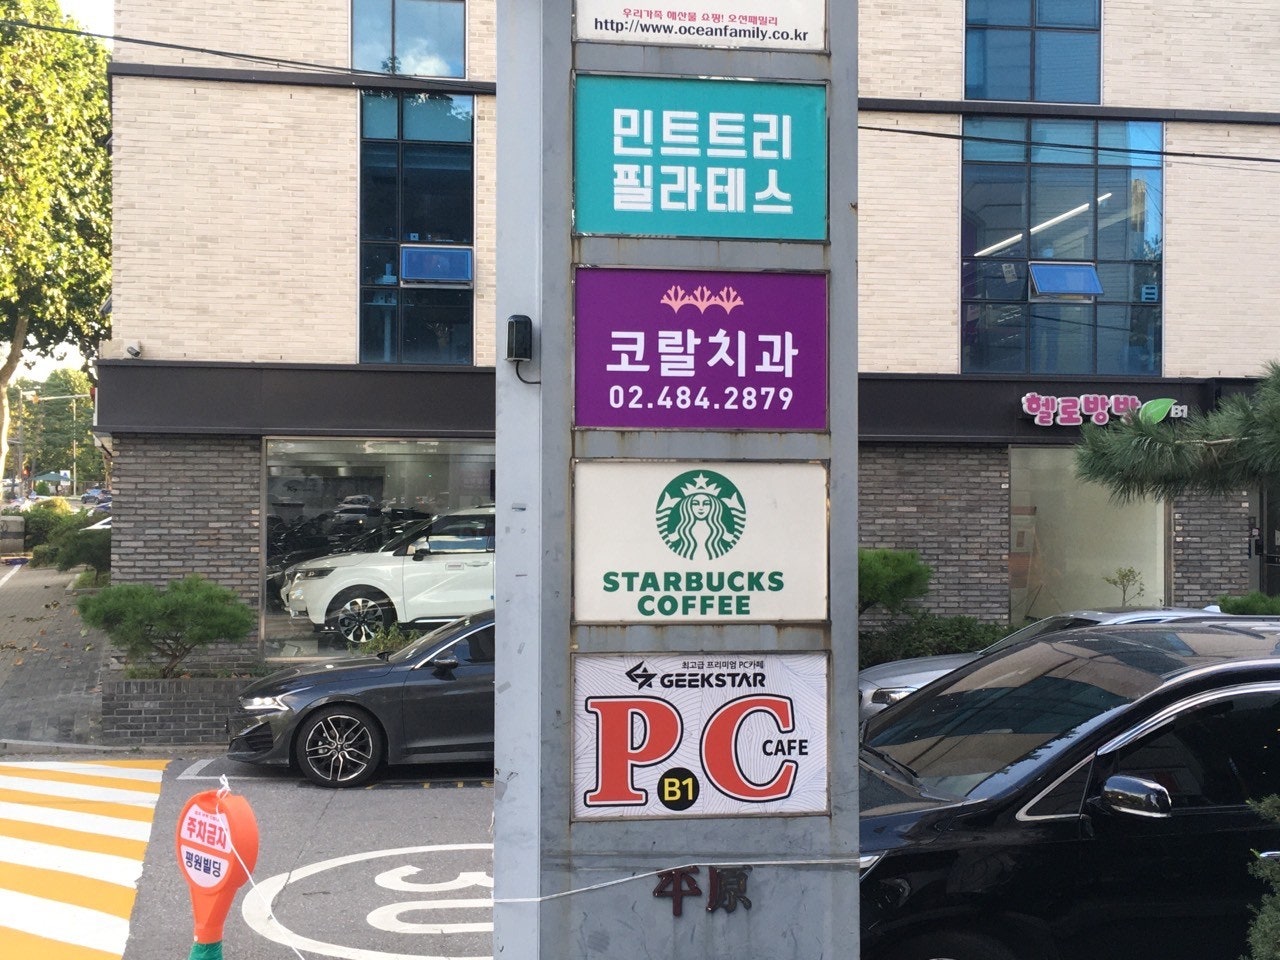 우리가족 해산물 쇼핑! 오션패밀리
http://www.oceanfamily.co.kr
민트트리
필라테스
코랄치과
02.484.2879
STARBUCKS
COFFEE
최고급 프리미엄 PC카페
GEEKSTAR
PC
CAFE
B1
平原
헬로방방
B1
주차금지
평원빌딩
30